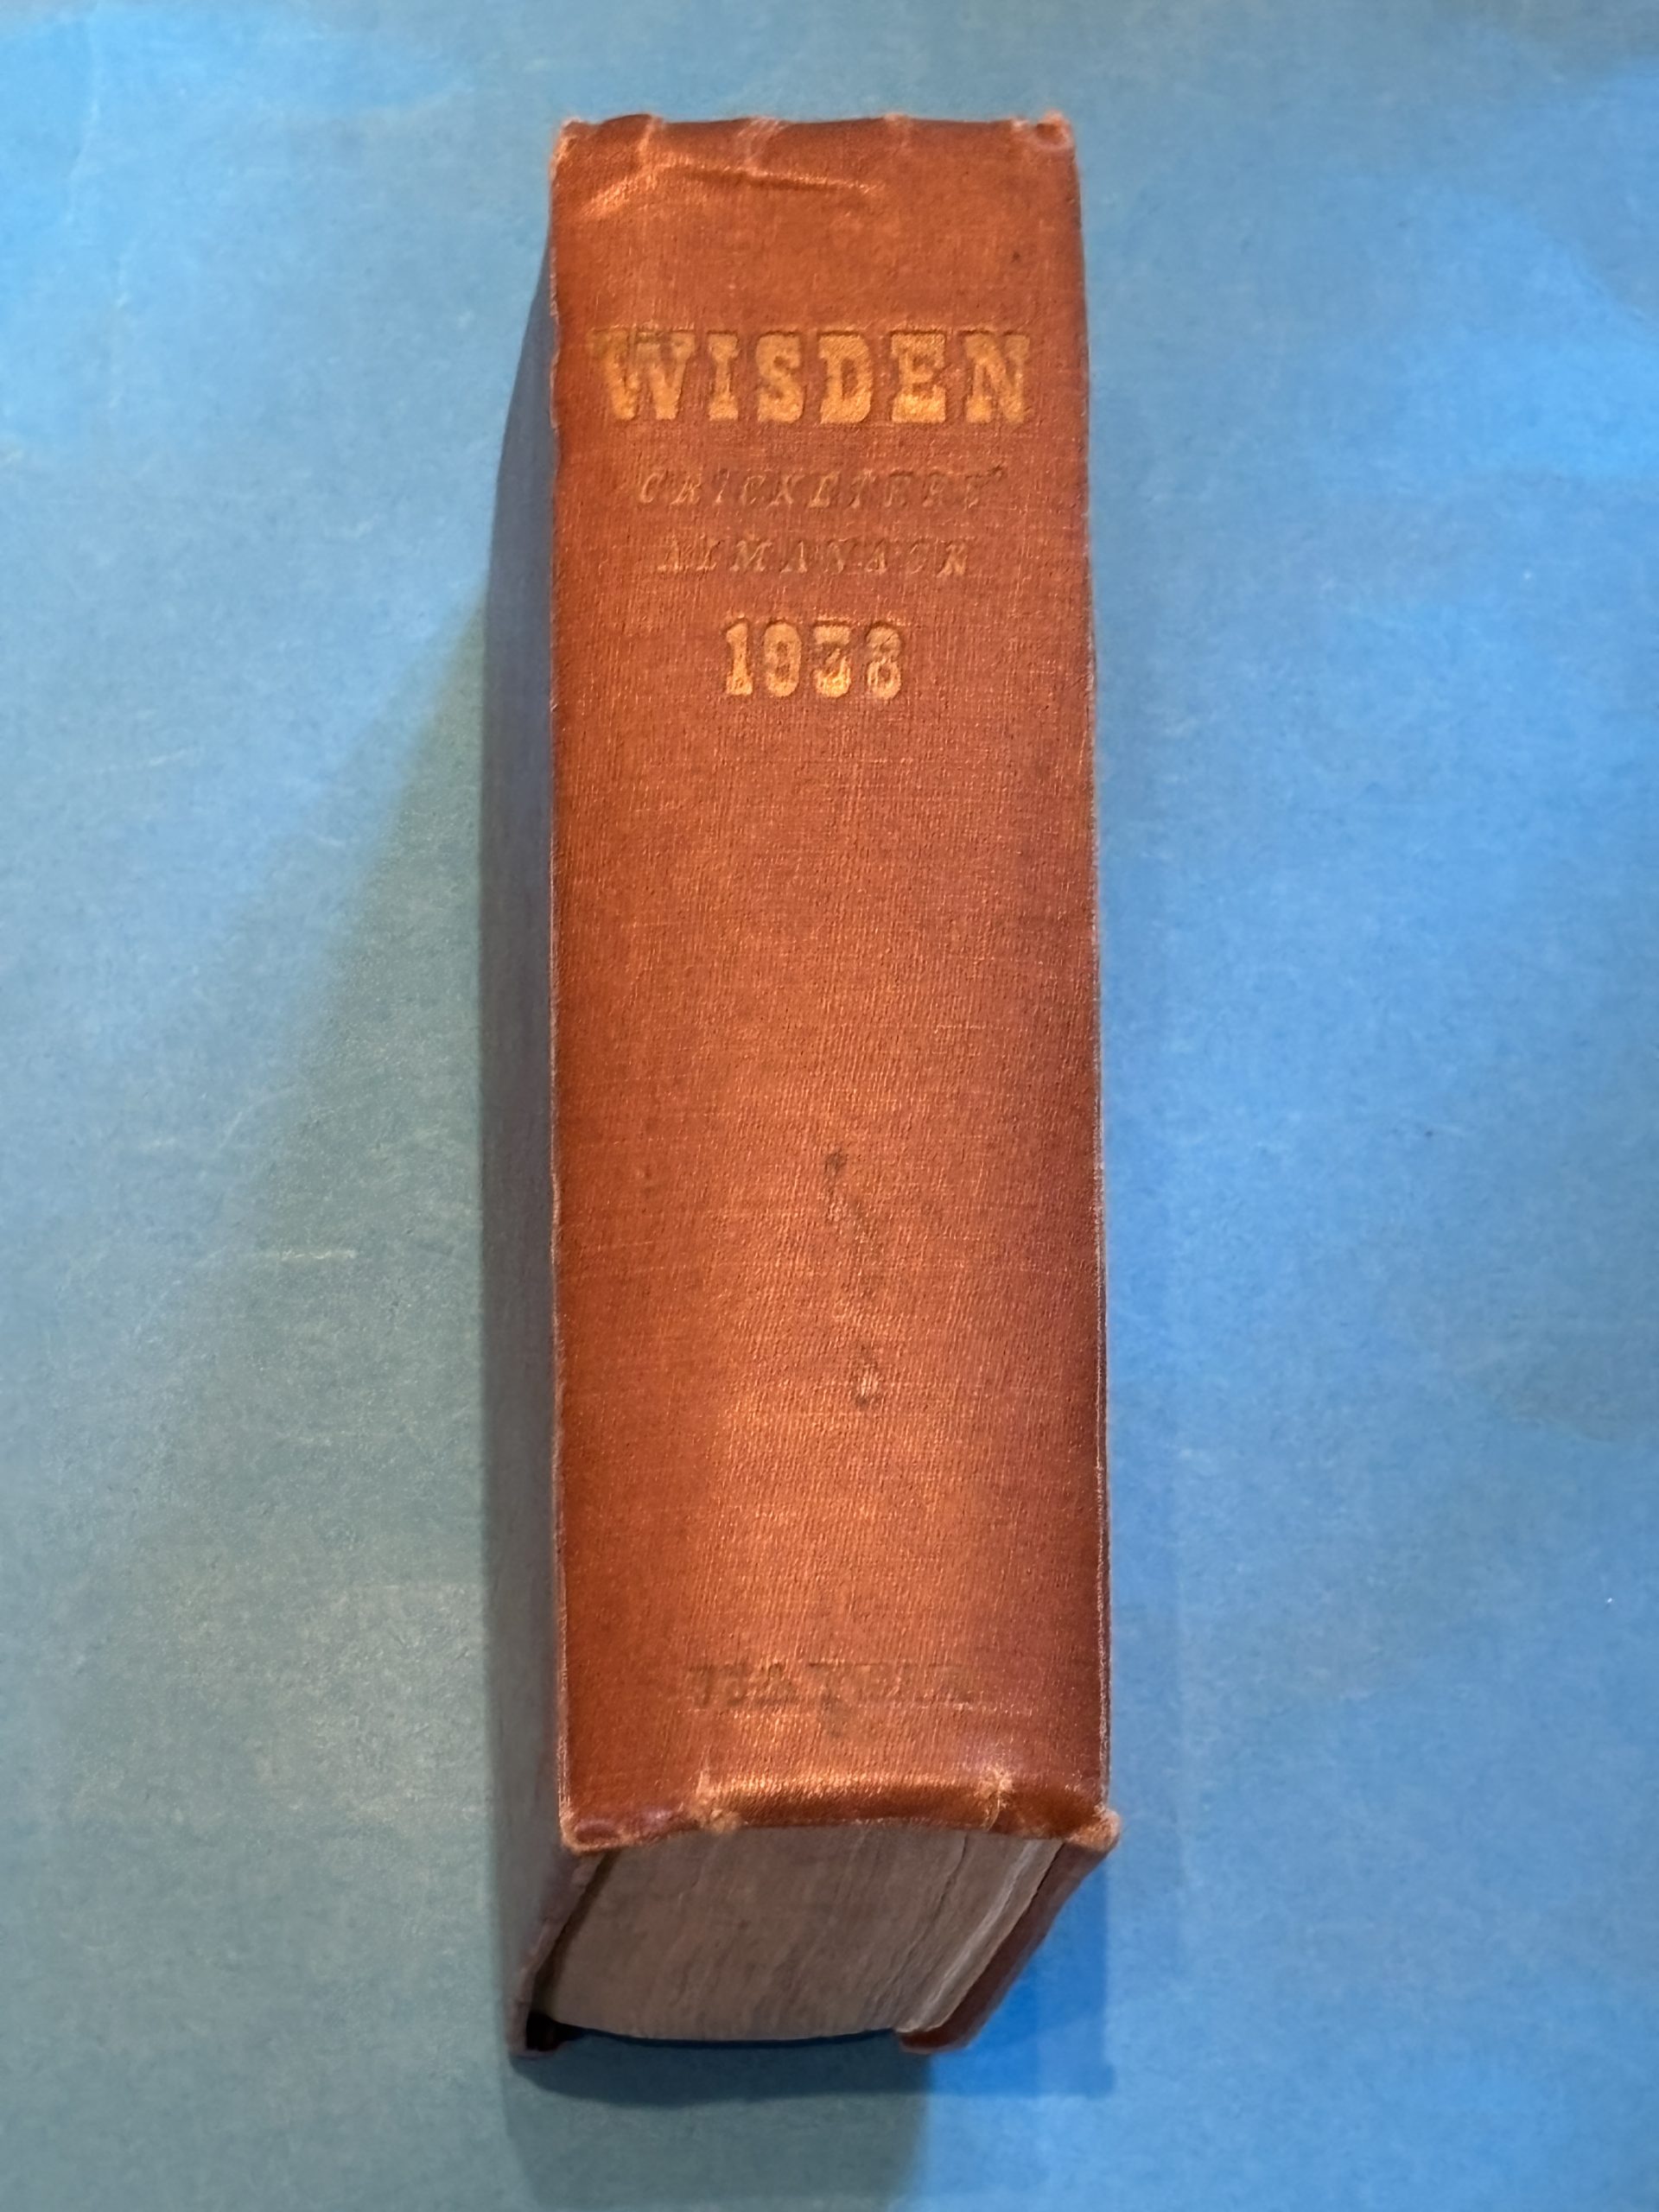 WISDEN
CRICKETERS'
ALMANACK
1938